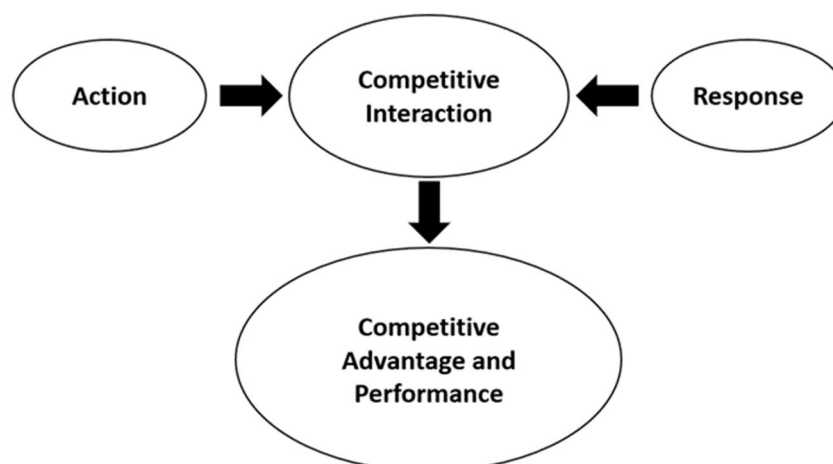 Action
Competitive
Interaction
Response
Competitive
Advantage and
Performance